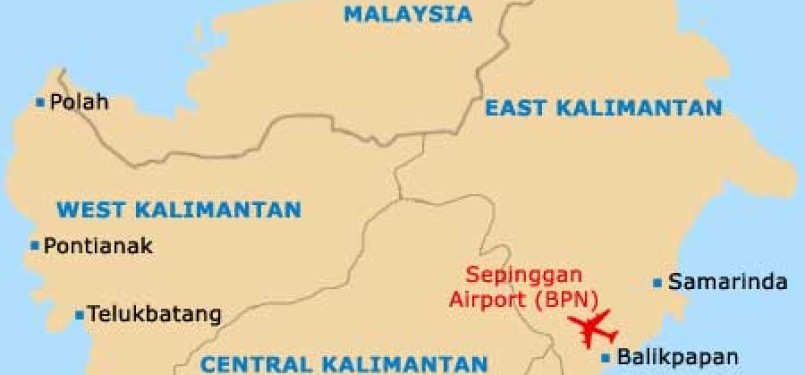 MALAYSIA
Polah
EAST KALIMANTAN
WEST KALIMANTAN
Pontianak
Sepinggan
Airport (BPN)
Samarinda
Telukbatang
CENTRAL KALIMANTAN
Balikpapan